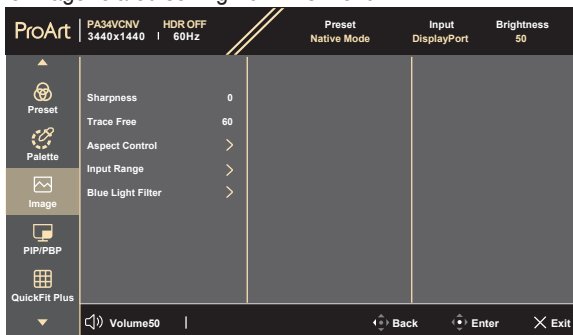 ProArt
PA34VCNV HDR OFF
3440x1440 | 60Hz
Preset
Native Mode
Input
DisplayPort
Brightness
50
Preset
Palette
Image
PIP/PBP
QuickFit Plus
Sharpness 0
Trace Free 60
Aspect Control
Input Range
Blue Light Filter
Volume50 |
Back
Enter
Exit